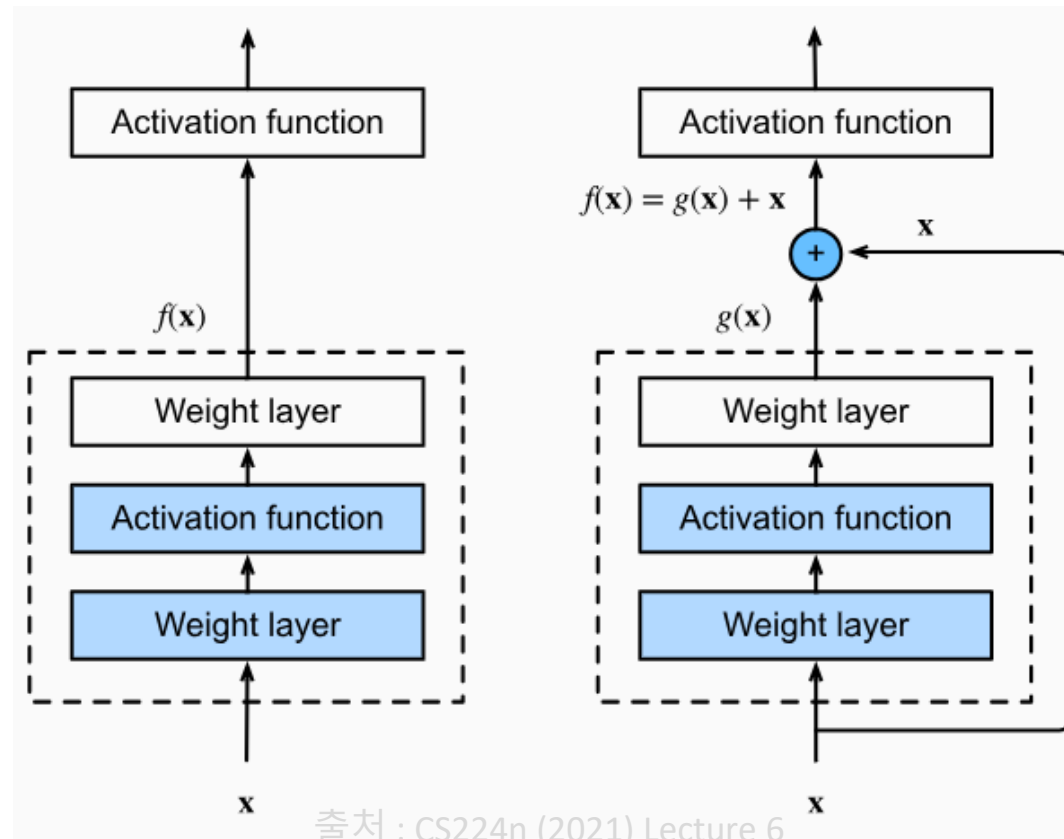 Activation function
f(x)
Weight layer
Activation function
Weight layer
x
Activation function
f(x) = g(x) + x
x
+
g(x)
Weight layer
Activation function
Weight layer
x
출처 : CS224n (2021) Lecture 6